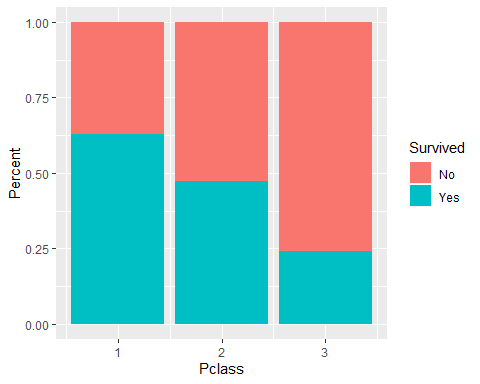 1.00
0.75
0.50
0.25
0.00
Percent
1 2 3
Pclass
Survived
No
Yes